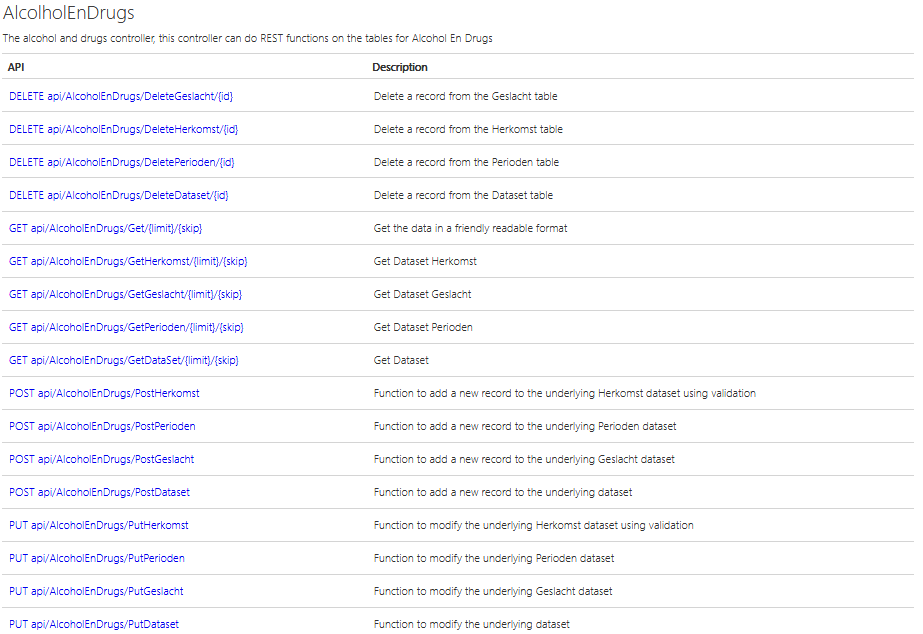 AlcolholEnDrugs
The alcohol and drugs controller, this controller can do REST functions on the tables for Alcohol En Drugs
API Description
DELETE api/AlcoholEnDrugs/DeleteGeslacht/{id} Delete a record from the Geslacht table
DELETE api/AlcoholEnDrugs/DeleteHerkomst/{id} Delete a record from the Herkomst table
DELETE api/AlcoholEnDrugs/DeletePerioden/{id} Delete a record from the Perioden table
DELETE api/AlcoholEnDrugs/DeleteDataset/{id} Delete a record from the Dataset table
GET api/AlcoholEnDrugs/Get/{limit}/{skip} Get the data in a friendly readable format
GET api/AlcoholEnDrugs/GetHerkomst/{limit}/{skip} Get Dataset Herkomst
GET api/AlcoholEnDrugs/GetGeslacht/{limit}/{skip} Get Dataset Geslacht
GET api/AlcoholEnDrugs/GetPerioden/{limit}/{skip} Get Dataset Perioden
GET api/AlcoholEnDrugs/GetDataSet/{limit}/{skip} Get Dataset
POST api/AlcoholEnDrugs/PostHerkomst Function to add a new record to the underlying Herkomst dataset using validation
POST api/AlcoholEnDrugs/PostPerioden Function to add a new record to the underlying Perioden dataset
POST api/AlcoholEnDrugs/PostGeslacht Function to add a new record to the underlying Geslacht dataset
POST api/AlcoholEnDrugs/PostDataset Function to add a new record to the underlying dataset
PUT api/AlcoholEnDrugs/PutHerkomst Function to modify the underlying Herkomst dataset using validation
PUT api/AlcoholEnDrugs/PutPerioden Function to modify the underlying Perioden dataset
PUT api/AlcoholEnDrugs/PutGeslacht Function to modify the underlying Geslacht dataset
PUT api/AlcoholEnDrugs/PutDataset Function to modify the underlying dataset